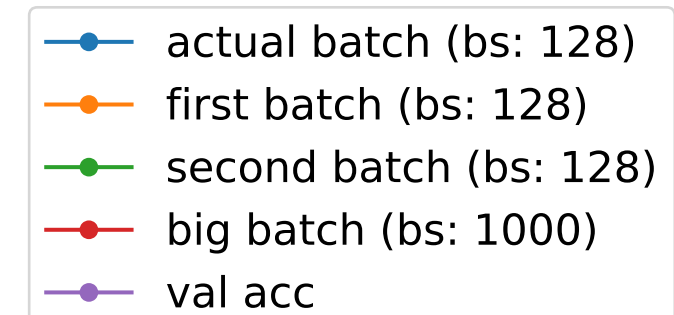 actual batch (bs: 128)
first batch (bs: 128)
second batch (bs: 128)
big batch (bs: 1000)
val acc